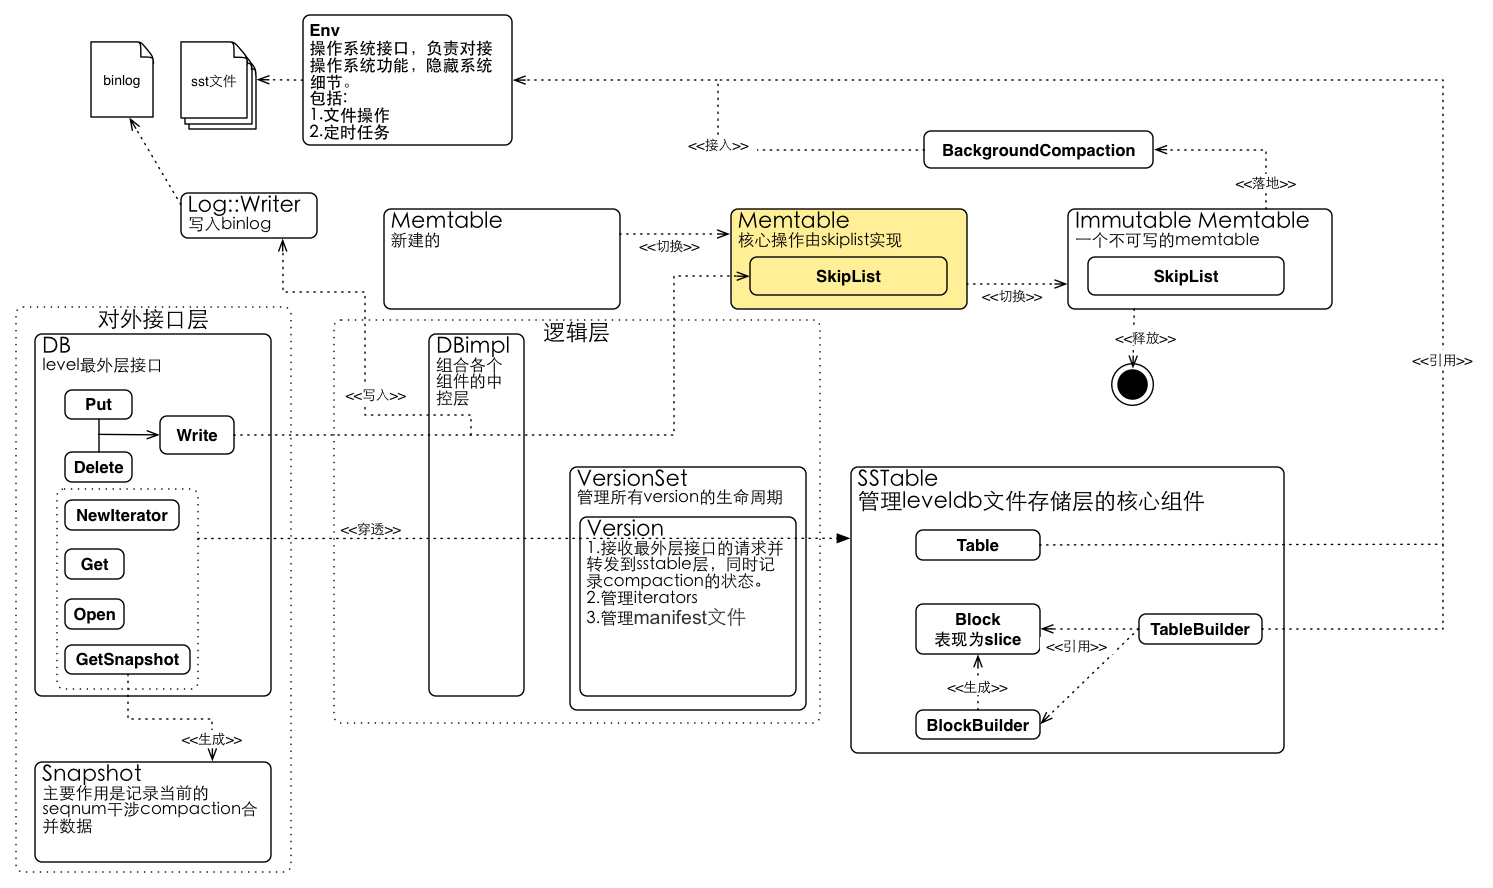 binlog
sst文件
Env
操作系统接口，负责对接
操作系统功能，隐藏系统
细节。
包括:
1.文件操作
2.定时任务
<<接入>>
BackgroundCompaction
<<落地>>
Log::Writer
写入binlog
Memtable
新建的
<<切换>>
Memtable
核心操作由skiplist实现
SkipList
<<切换>>
Immutable Memtable
一个不可写的memtable
SkipList
<<释放>>
<<引用>>
对外接口层
DB
level最外层接口
Put
Write
Delete
NewIterator
Get
Open
GetSnapshot
<<生成>>
Snapshot
主要作用是记录当前的
seqnum干涉compaction合
并数据
逻辑层
DBimpl
组合各个
组件的中
控层
<<写入>>
<<穿透>>
VersionSet
管理所有version的生命周期
Version
1.接收最外层接口的请求并
转发到sstable层，同时记
录compaction的状态。
2.管理iterators
3.管理manifest文件
SSTable
管理leveldb文件存储层的核心组件
Table
Block
表现为slice
<<引用>>
TableBuilder
<<生成>>
BlockBuilder